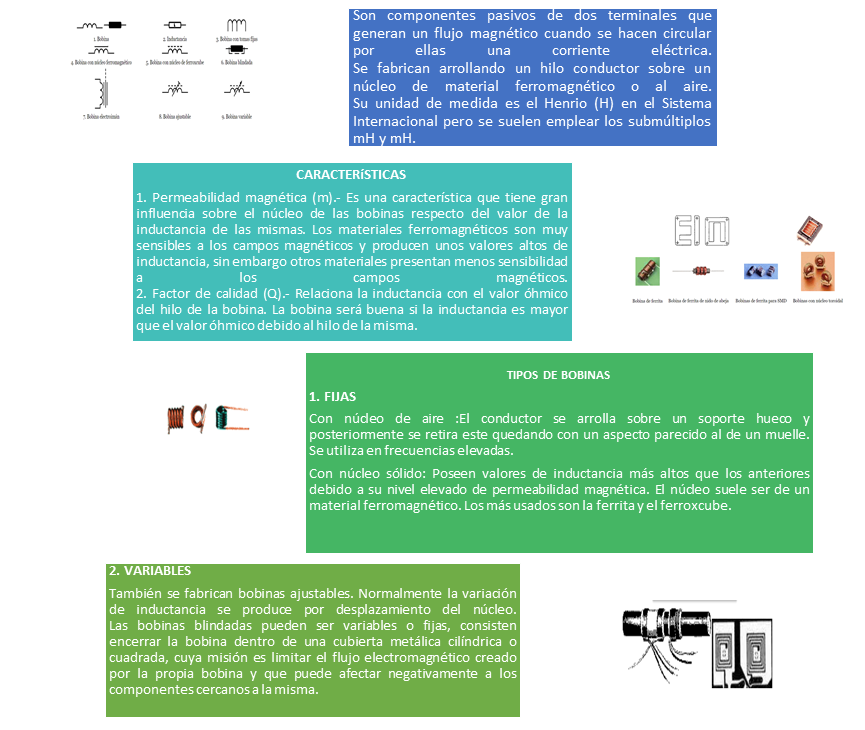 1. Bobina
2. Inductancia
3. Bobina con tomas fijas
4. Bobina con núcleo ferromagnético
5. Bobina con núcleo de ferroxcube
6. Bobina blindada
7. Bobina electroimán
8. Bobina ajustable
9. Bobina variable
Son componentes pasivos de dos terminales que
generan un flujo magnético cuando se hacen circular
por ellas una corriente eléctrica.
Se fabrican arrollando un hilo conductor sobre un
núcleo de material ferromagnético o al aire.
Su unidad de medida es el Henrio (H) en el Sistema
Internacional pero se suelen emplear los submúltiplos
mH y mH.
CARACTERíSTICAS
1. Permeabilidad magnética (m).- Es una característica que tiene gran
influencia sobre el núcleo de las bobinas respecto del valor de la
inductancia de las mismas. Los materiales ferromagnéticos son muy
sensibles a los campos magnéticos y producen unos valores altos de
inductancia, sin embargo otros materiales presentan menos sensibilidad
a los campos magnéticos.
2. Factor de calidad (Q).- Relaciona la inductancia con el valor óhmico
del hilo de la bobina. La bobina será buena si la inductancia es mayor
que el valor óhmico debido al hilo de la misma.
Bobina de ferrita
Bobina de ferrita de nido de abeja
Bobinas de ferrita para SMD
Bobinas con núcleo toroidal
TIPOS DE BOBINAS
1. FIJAS
Con núcleo de aire :El conductor se arrolla sobre un soporte hueco y
posteriormente se retira este quedando con un aspecto parecido al de un muelle.
Se utiliza en frecuencias elevadas.
Con núcleo sólido: Poseen valores de inductancia más altos que los anteriores
debido a su nivel elevado de permeabilidad magnética. El núcleo suele ser de un
material ferromagnético. Los más usados son la ferrita y el ferroxcube.
2. VARIABLES
También se fabrican bobinas ajustables. Normalmente la variación
de inductancia se produce por desplazamiento del núcleo.
Las bobinas blindadas pueden ser variables o fijas, consisten
encerrar la bobina dentro de una cubierta metálica cilíndrica o
cuadrada, cuya misión es limitar el flujo electromagnético creado
por la propia bobina y que puede afectar negativamente a los
componentes cercanos a la misma.